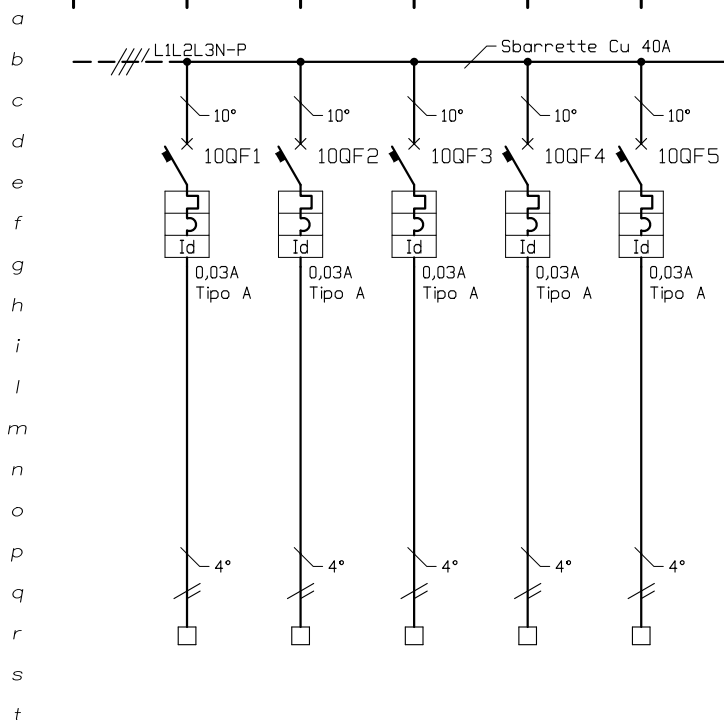 a
b
L1L2L3N-P
Sbarrette Cu 40A
c
10° 10° 10° 10° 10°
d
10QF1 10QF2 10QF3 10QF4 10QF5
e
f
Id Id Id Id Id
g
0,03A 0,03A 0,03A 0,03A 0,03A
Tipo A Tipo A Tipo A Tipo A Tipo A
h
i
l
m
n
o
p
4° 4° 4° 4° 4°
q
r
s
t